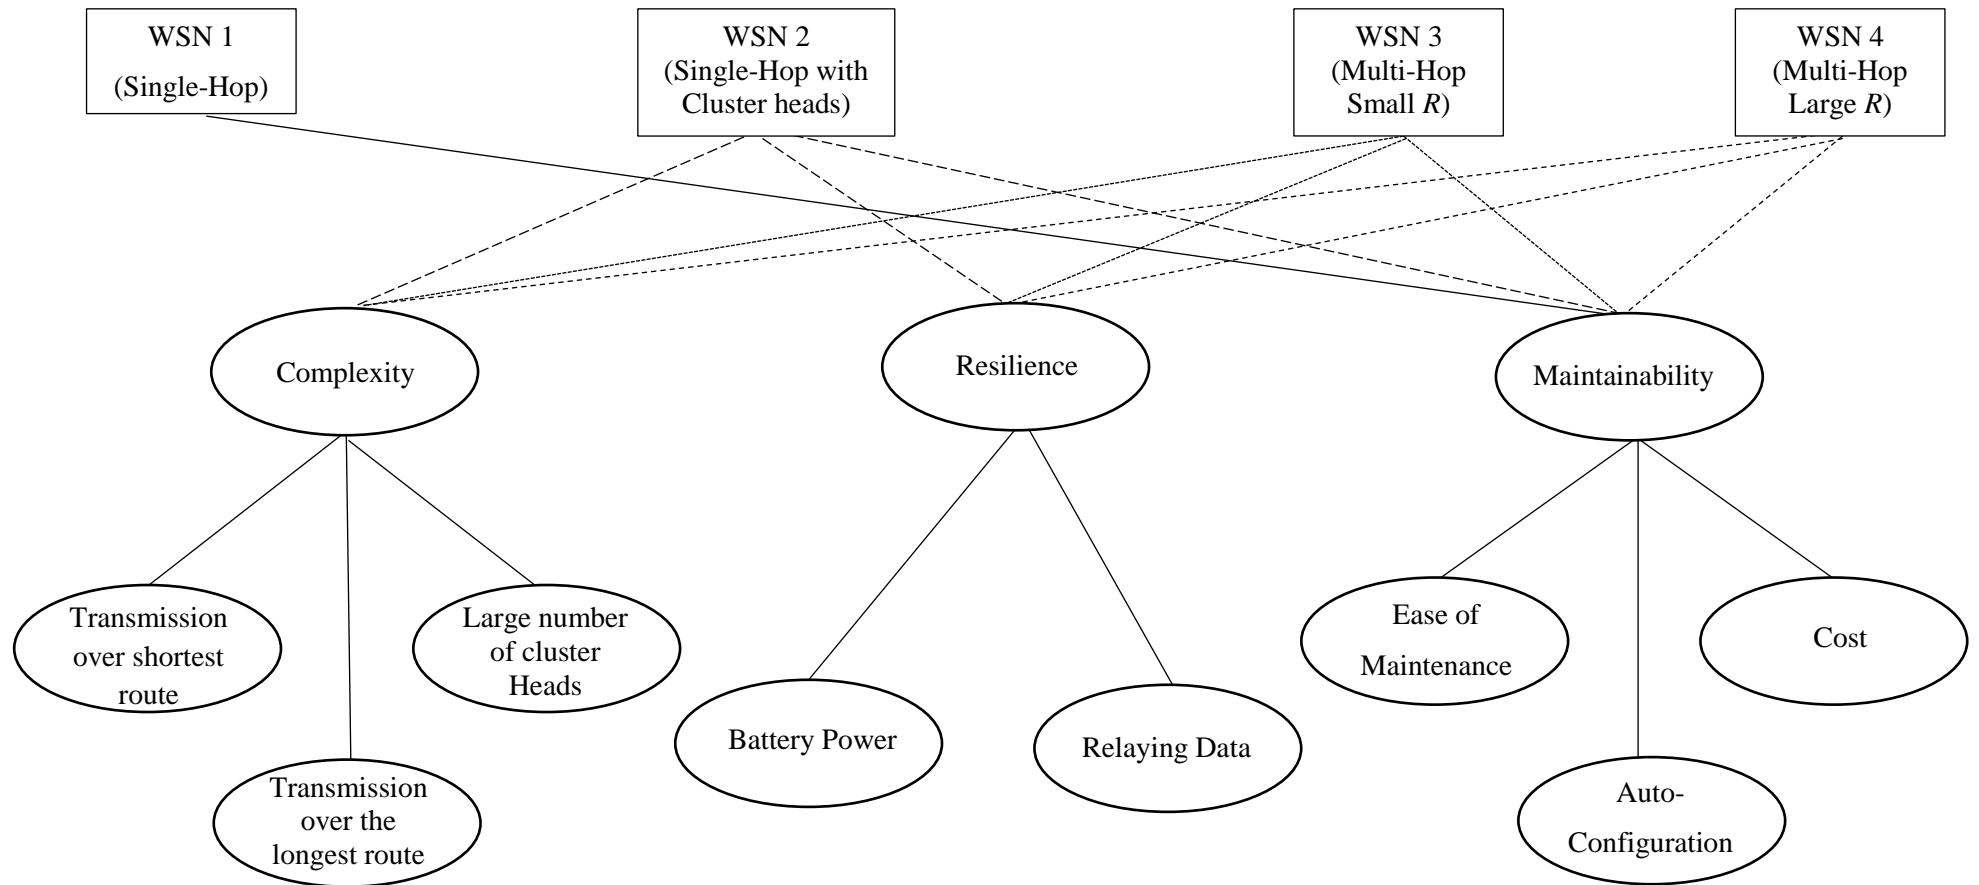 WSN 1
(Single-Hop)
WSN 2
(Single-Hop with
Cluster heads)
WSN 3
(Multi-Hop
Small R)
WSN 4
(Multi-Hop
Large R)
Complexity
Resilience
Maintainability
Transmission
over shortest
route
Large number
of cluster
Heads
Transmission
over the
longest route
Battery Power
Relaying Data
Ease of
Maintenance
Cost
Auto-
Configuration